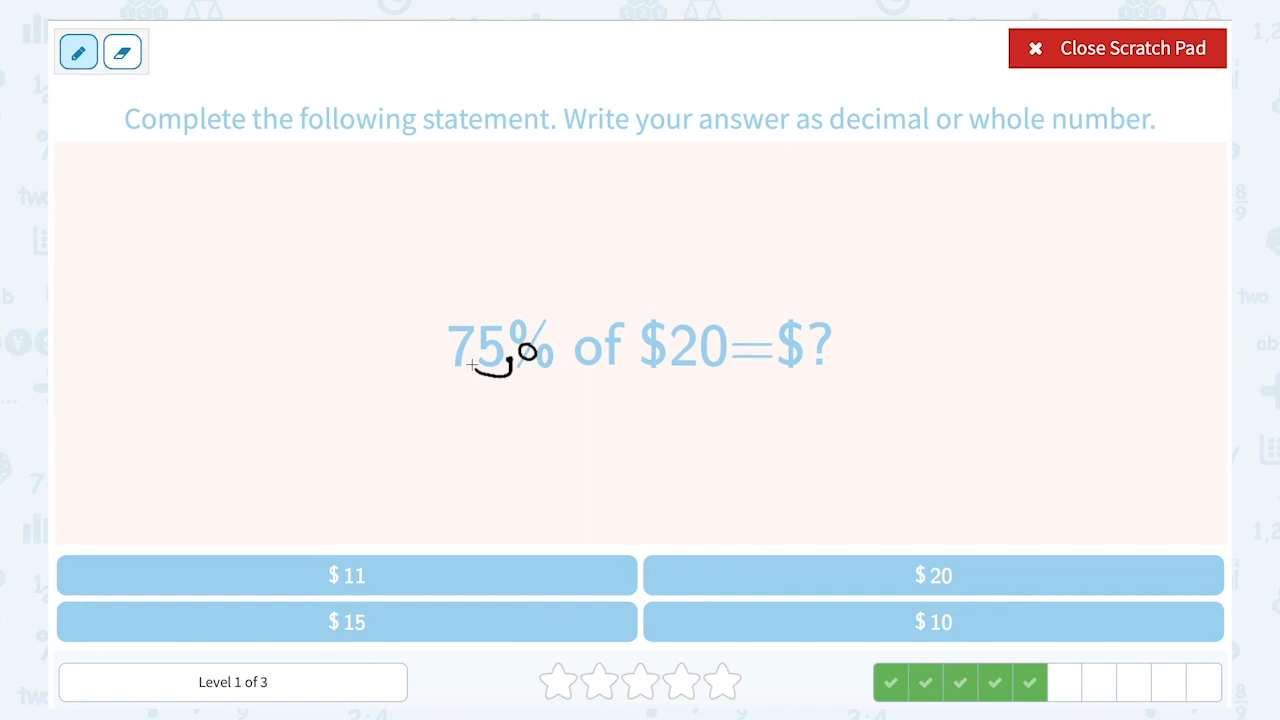 Close Scratch Pad
Complete the following statement. Write your answer as decimal or whole number.
75% of $20=$?
$ 11
$ 20
$ 15
$ 10
Level 1 of 3